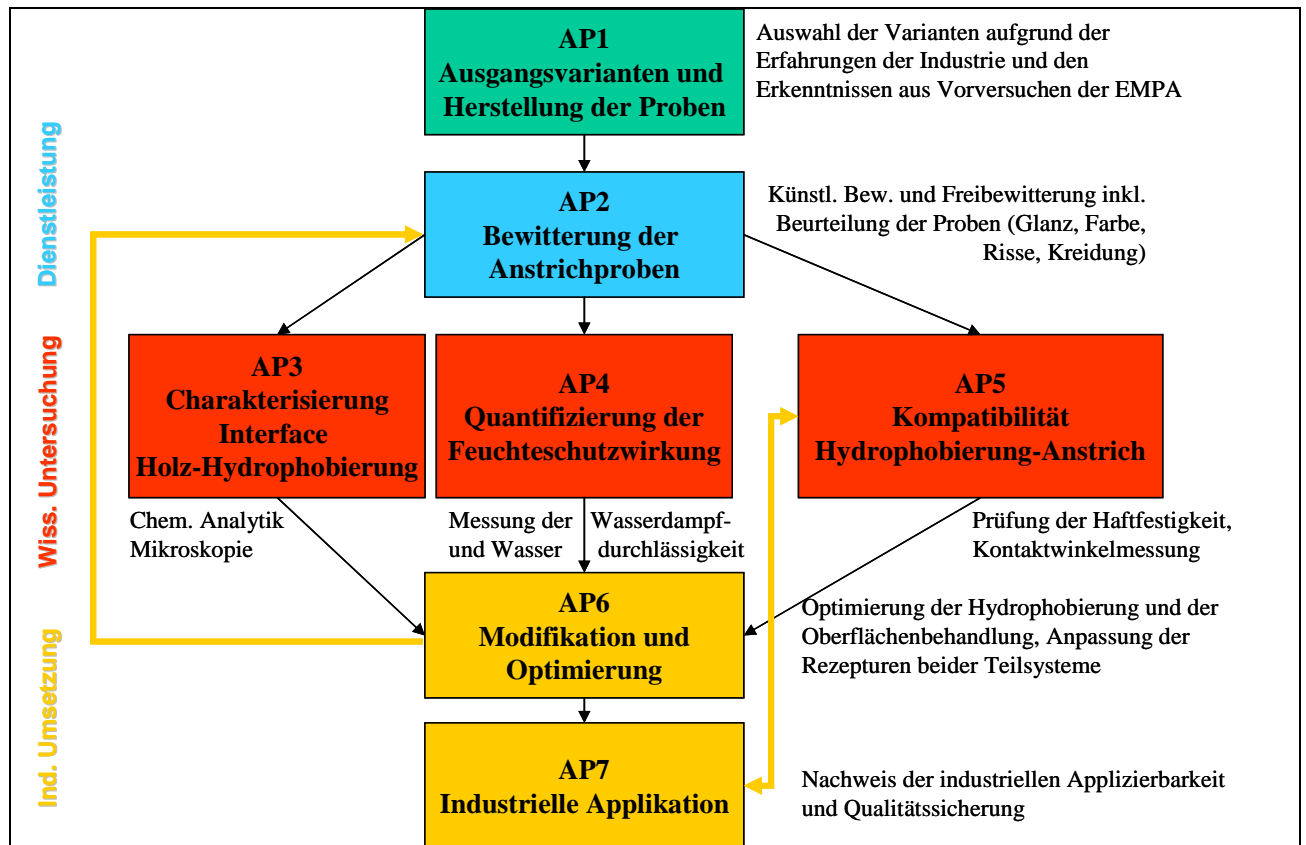 AP1
Ausgangsvarianten und
Herstellung der Proben
Auswahl der Varianten aufgrund der
Erfahrungen der Industrie und den
Erkenntnissen aus Vorversuchen der EMPA
Dienstleistung
AP2
Bewitterung der
Anstrichproben
Künstl. Bew. und Freibewitterung inkl.
Beurteilung der Proben (Glanz, Farbe,
Risse, Kreidung)
Wiss. Untersuchung
AP3
Charakterisierung
Interface
Holz-Hydrophobierung
AP4
Quantifizierung der
Feuchteschutzwirkung
AP5
Kompatibilität
Hydrophobierung-Anstrich
Chem. Analytik
Mikroskopie
Messung der
und Wasser
Wasserdampf-
durchlässigkeit
Prüfung der Haftfestigkeit,
Kontaktwinkelmessung
Ind. Umsetzung
AP6
Modifikation und
Optimierung
Optimierung der Hydrophobierung und der
Oberflächenbehandlung, Anpassung der
Rezepturen beider Teilsysteme
AP7
Industrielle Applikation
Nachweis der industriellen Applizierbarkeit
und Qualitätssicherung